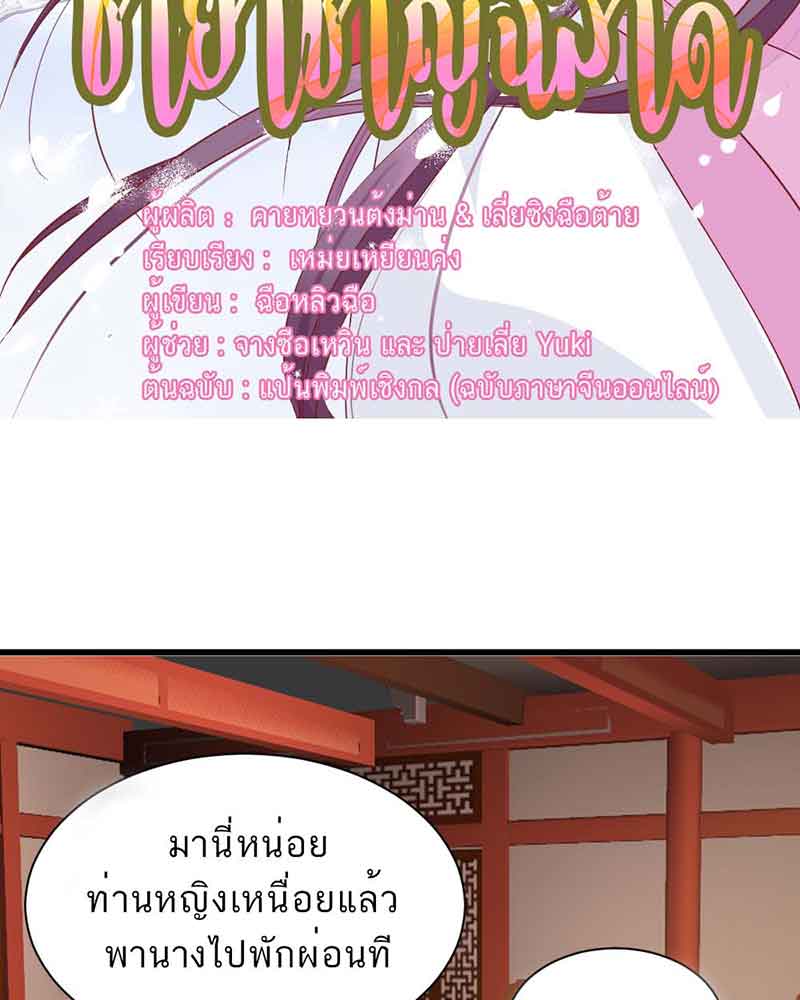 ผู้ผลิต : คายหยวนต้งม่าน & เลี่ยซิงฉือต้าย
เรียบเรียง : เหม่ยเหยียนค่ง
ผู้เขียน : ฉือหลิวฉือ
ผู้ช่วย : จางซือเหวิน และ ป่ายเลี่ย Yuki
ต้นฉบับ : แป้นพิมพ์เชิงกล (ฉบับภาษาจีนออนไลน์)
มานี่หน่อย
ท่านหญิงเหนื่อยแล้ว
พานางไปพักผ่อนที